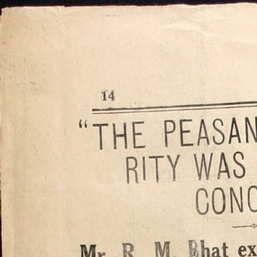 14
"THE PEASAN
RITY WAS
CONC
Mr. R. M. Bhat ex